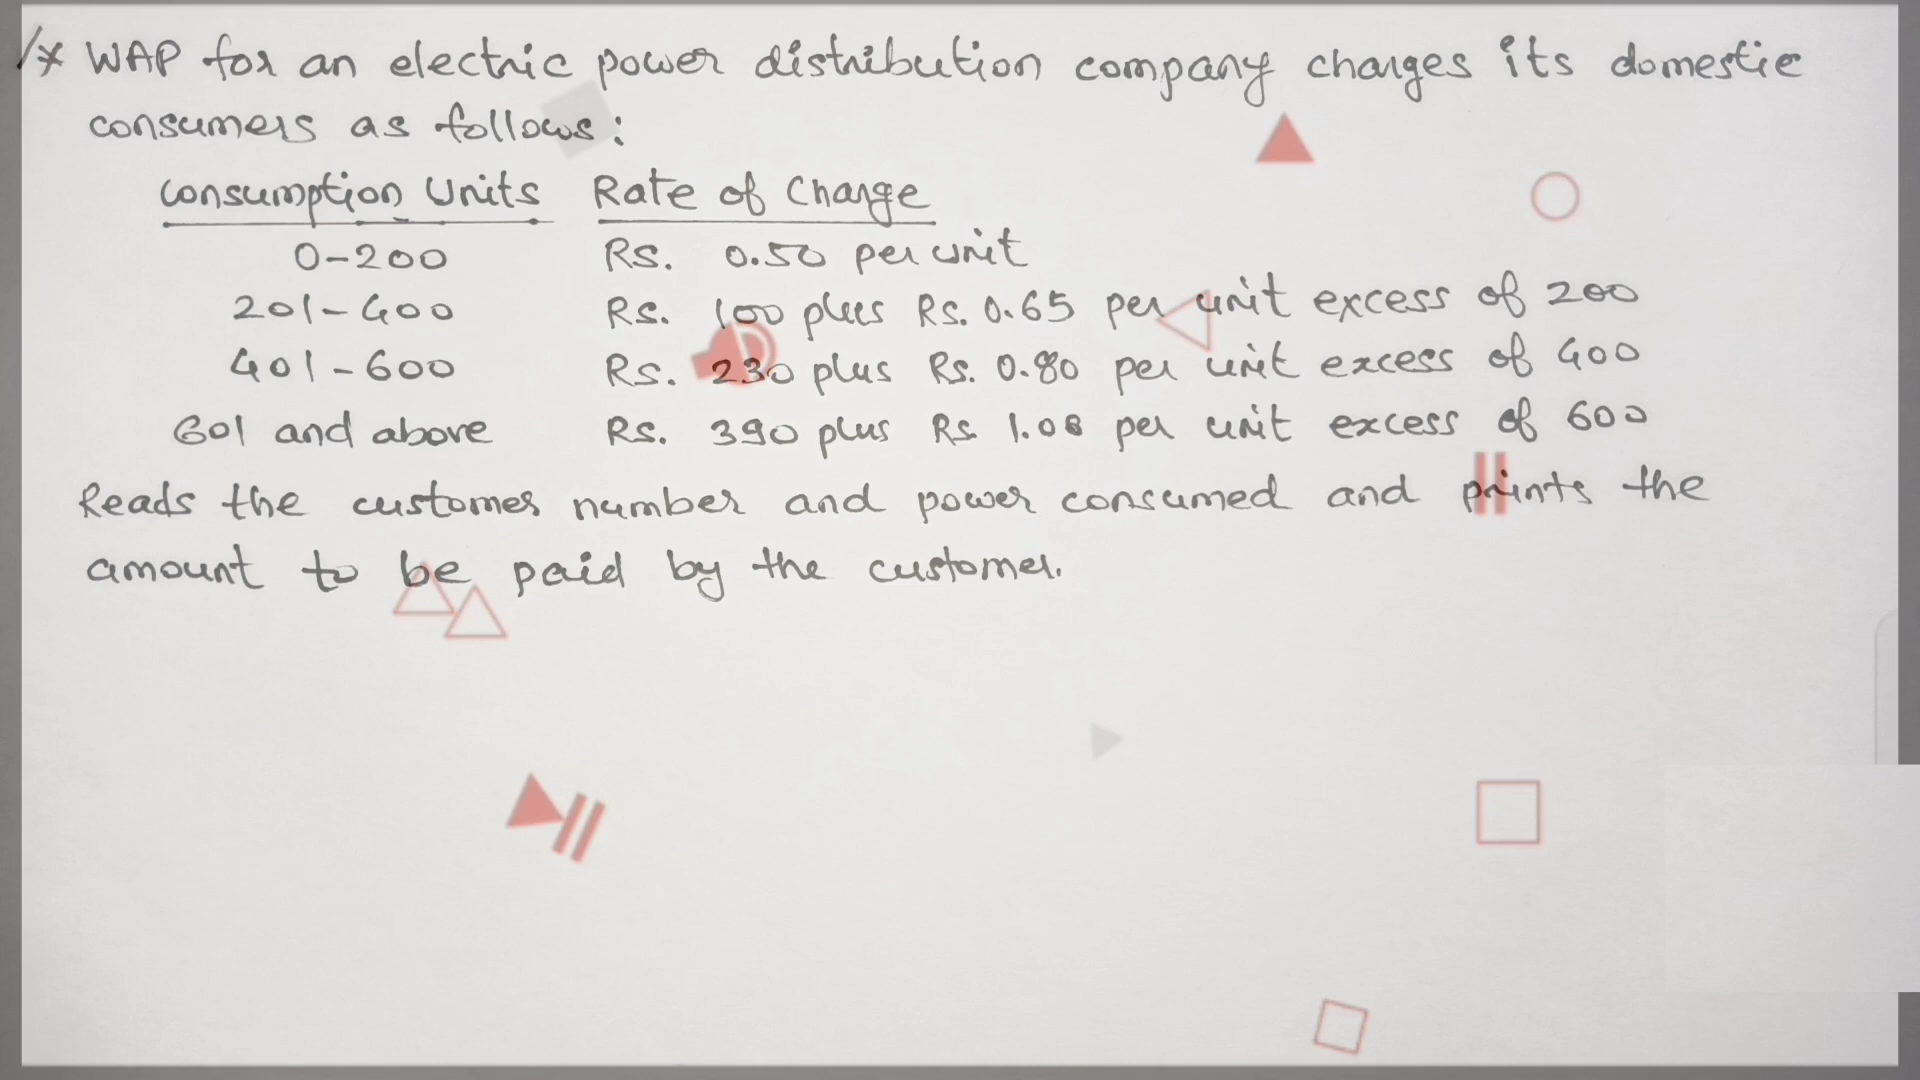 /* WAP for an electric power distribution company charges its domestic
consumers as follows:
Consumption Units Rate of Charge
0-200 Rs. 0.50 per unit
201-400 Rs. 100 plus Rs. 0.65 per unit excess of 200
401-600 Rs. 230 plus Rs. 0.80 per unit excess of 400
601 and above Rs. 390 plus Rs 1.00 per unit excess of 600
Reads the customer number and power consumed and prints the
amount to be paid by the customer.